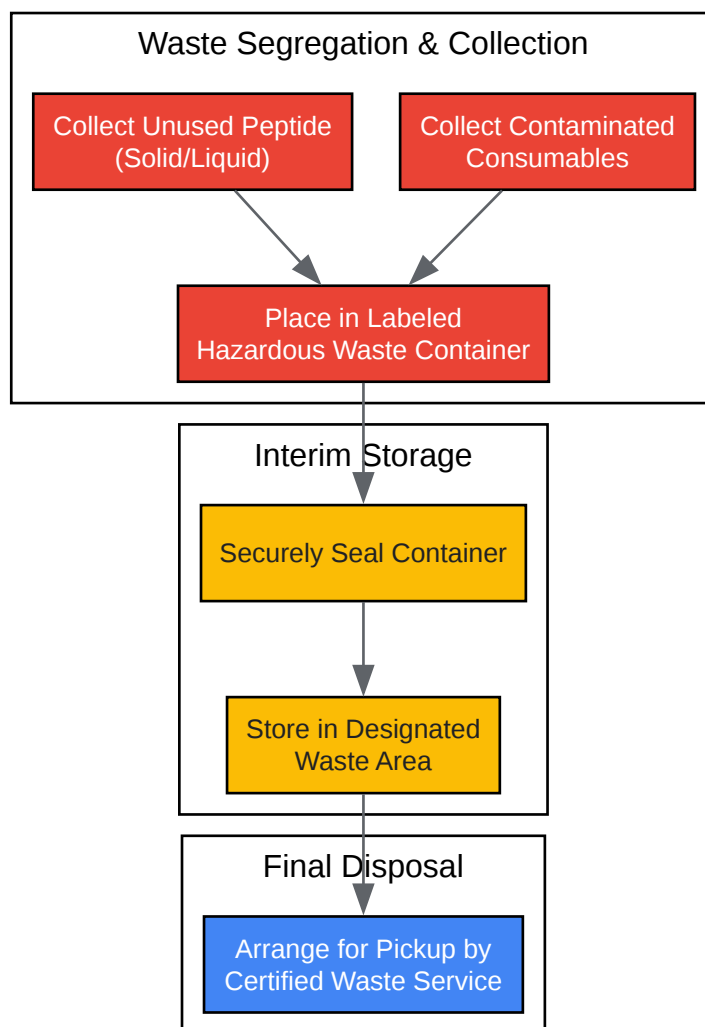 Waste Segregation & Collection
Collect Unused Peptide
(Solid/Liquid)
Collect Contaminated
Consumables
Place in Labeled
Hazardous Waste Container
Interim Storage
Securely Seal Container
Store in Designated
Waste Area
Final Disposal
Arrange for Pickup by
Certified Waste Service